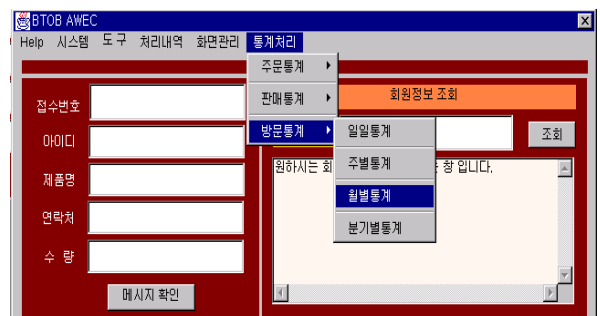 BTOB AWEC
Help 시스템 도구 처리내역 화면관리 통계처리
주문통계
판매통계
방문통계
일일통계
주별통계
월별통계
분기별통계
접수번호
아이디
제품명
연락처
수 량
메시지 확인
회원정보 조회
조회
원하시는 회 창 입니다.